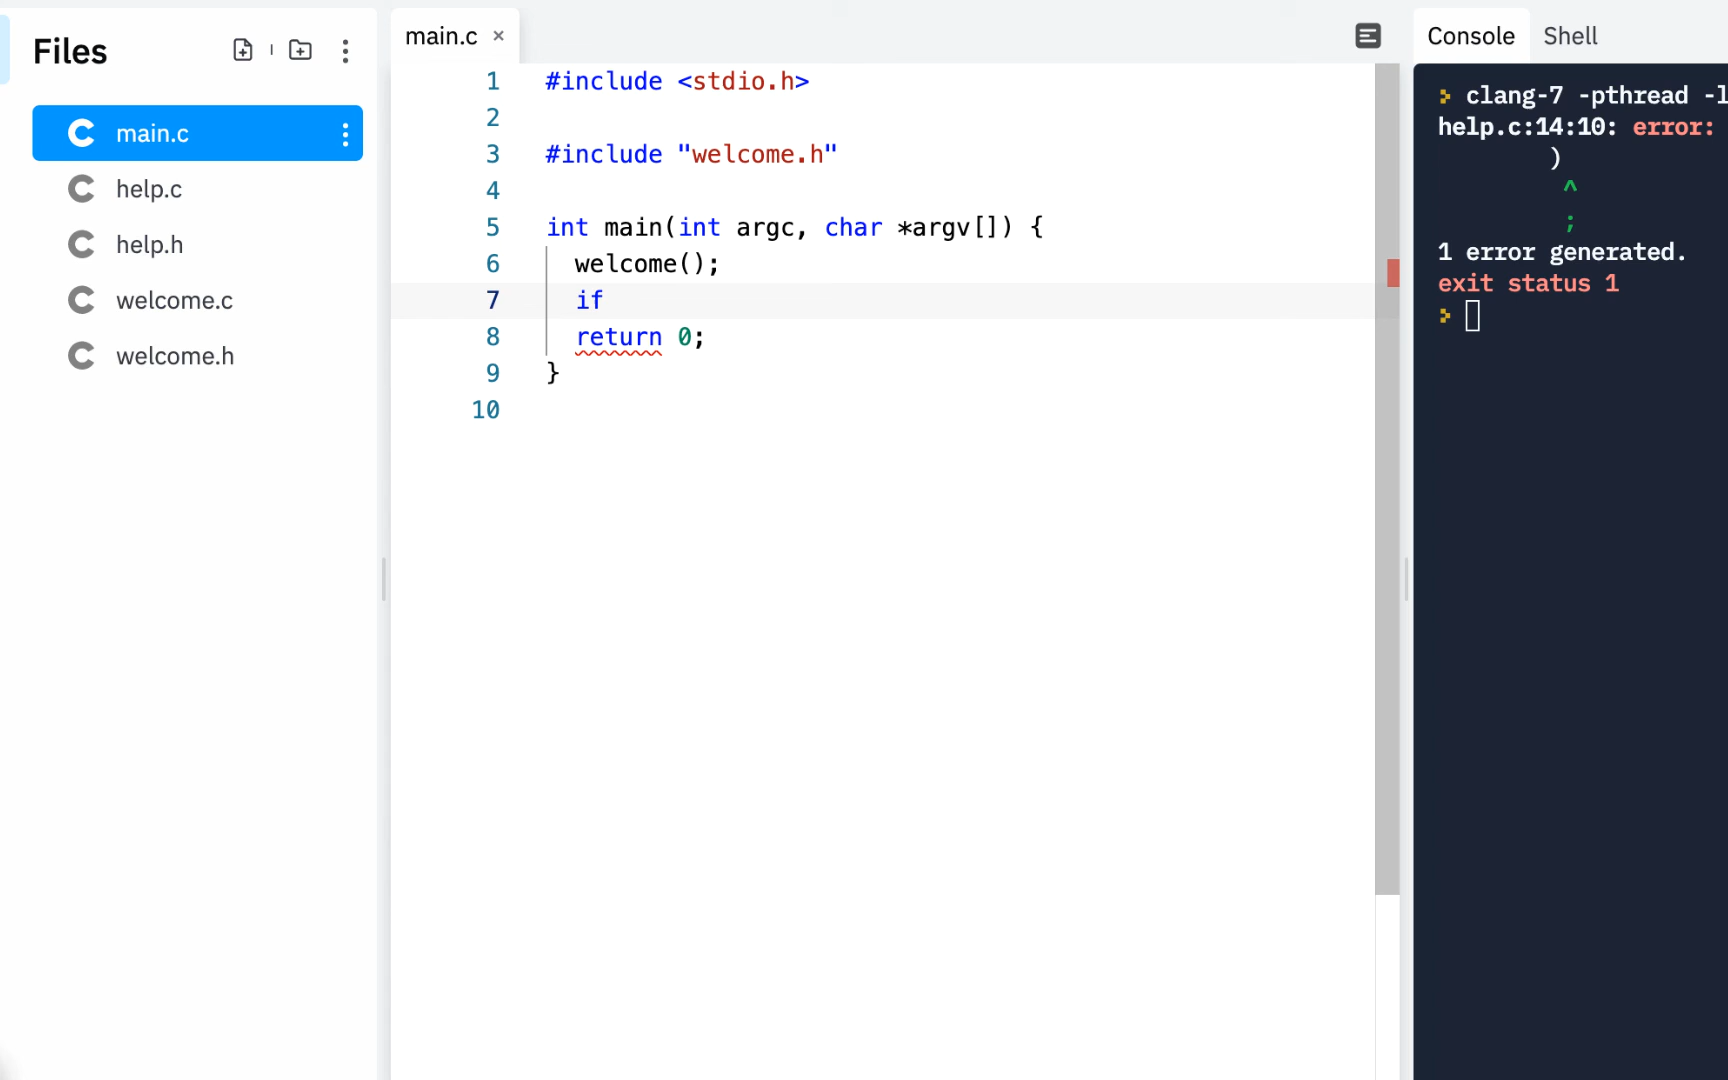 Files
main.c
help.c
help.h
welcome.c
welcome.h
main.c ×
1 #include <stdio.h>
2
3 #include "welcome.h"
4
5 int main(int argc, char *argv[]) {
6 welcome();
7 if
8 return 0;
9 }
10
Console Shell
clang-7 -pthread -l
help.c:14:10: error:
)
^
;
1 error generated.
exit status 1